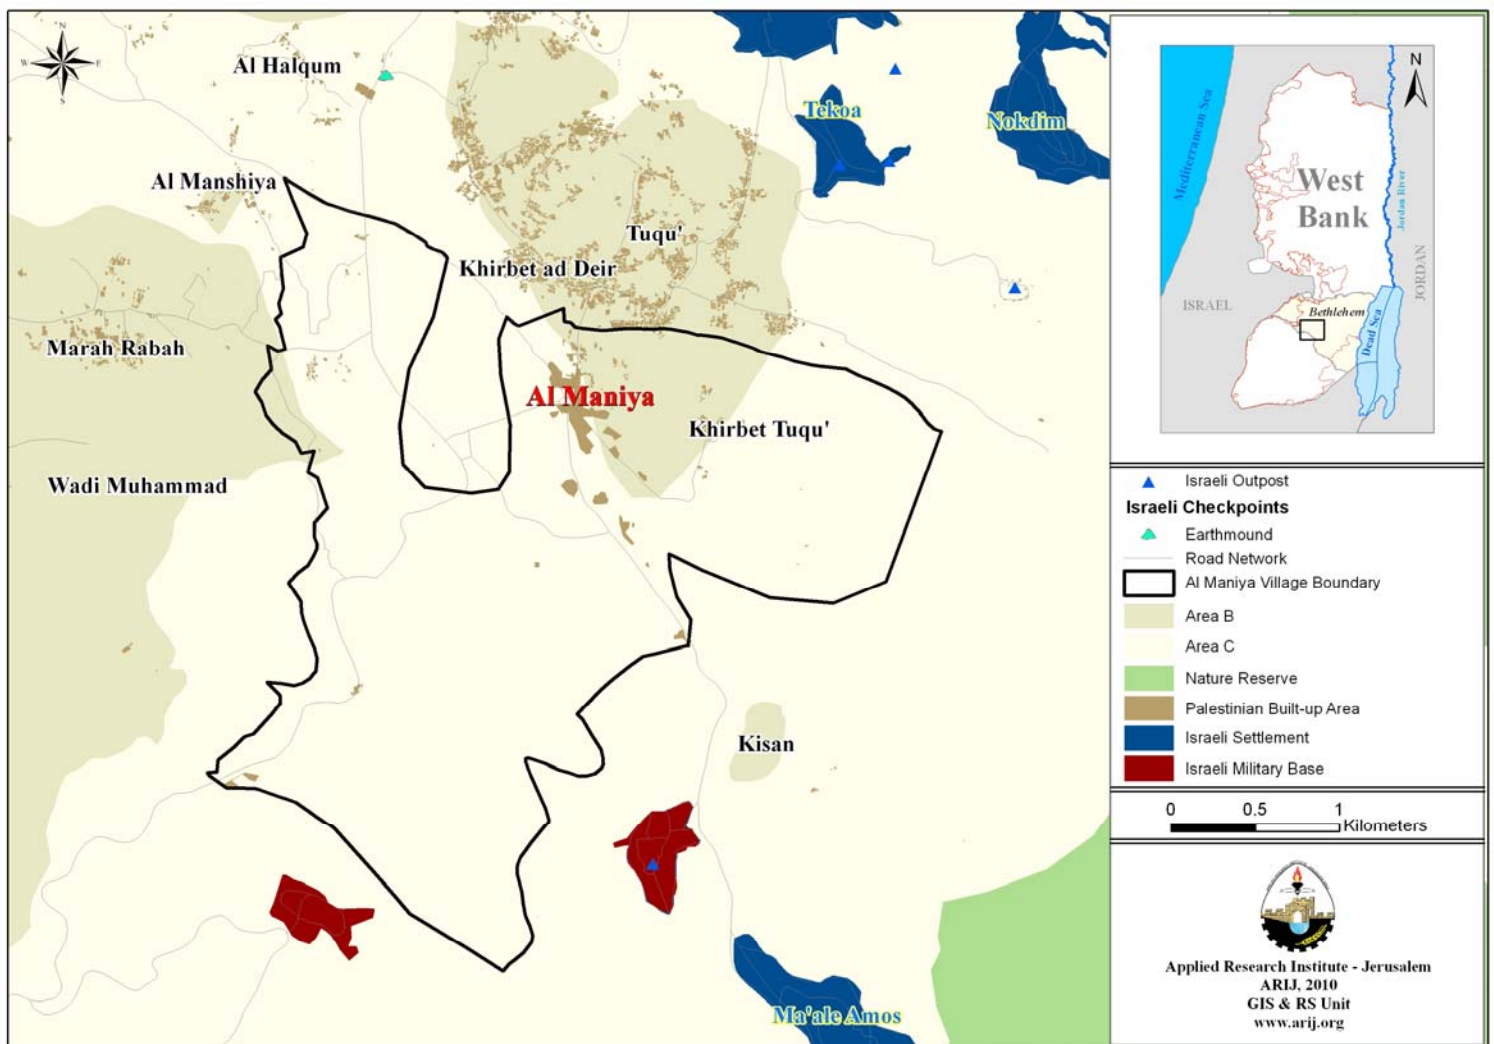 N
W
E
S
Al Halqum
Tekoa
Nokdim
Al Manshiya
Tuqu'
Khirbet ad Deir
Marah Rabah
Al Maniya
Khirbet Tuqu'
Wadi Muhammad
Kisan
Ma'ale Amos
N
Mediterranean Sea
West
Bank
Jordan River
JORDAN
ISRAEL
Bethlehem
Dead Sea
Israeli Outpost
Israeli Checkpoints
Earthmound
Road Network
Al Maniya Village Boundary
Area B
Area C
Nature Reserve
Palestinian Built-up Area
Israeli Settlement
Israeli Military Base
0 0.5 1
Kilometers
Applied Research Institute - Jerusalem
ARIJ, 2010
GIS & RS Unit
www.arij.org